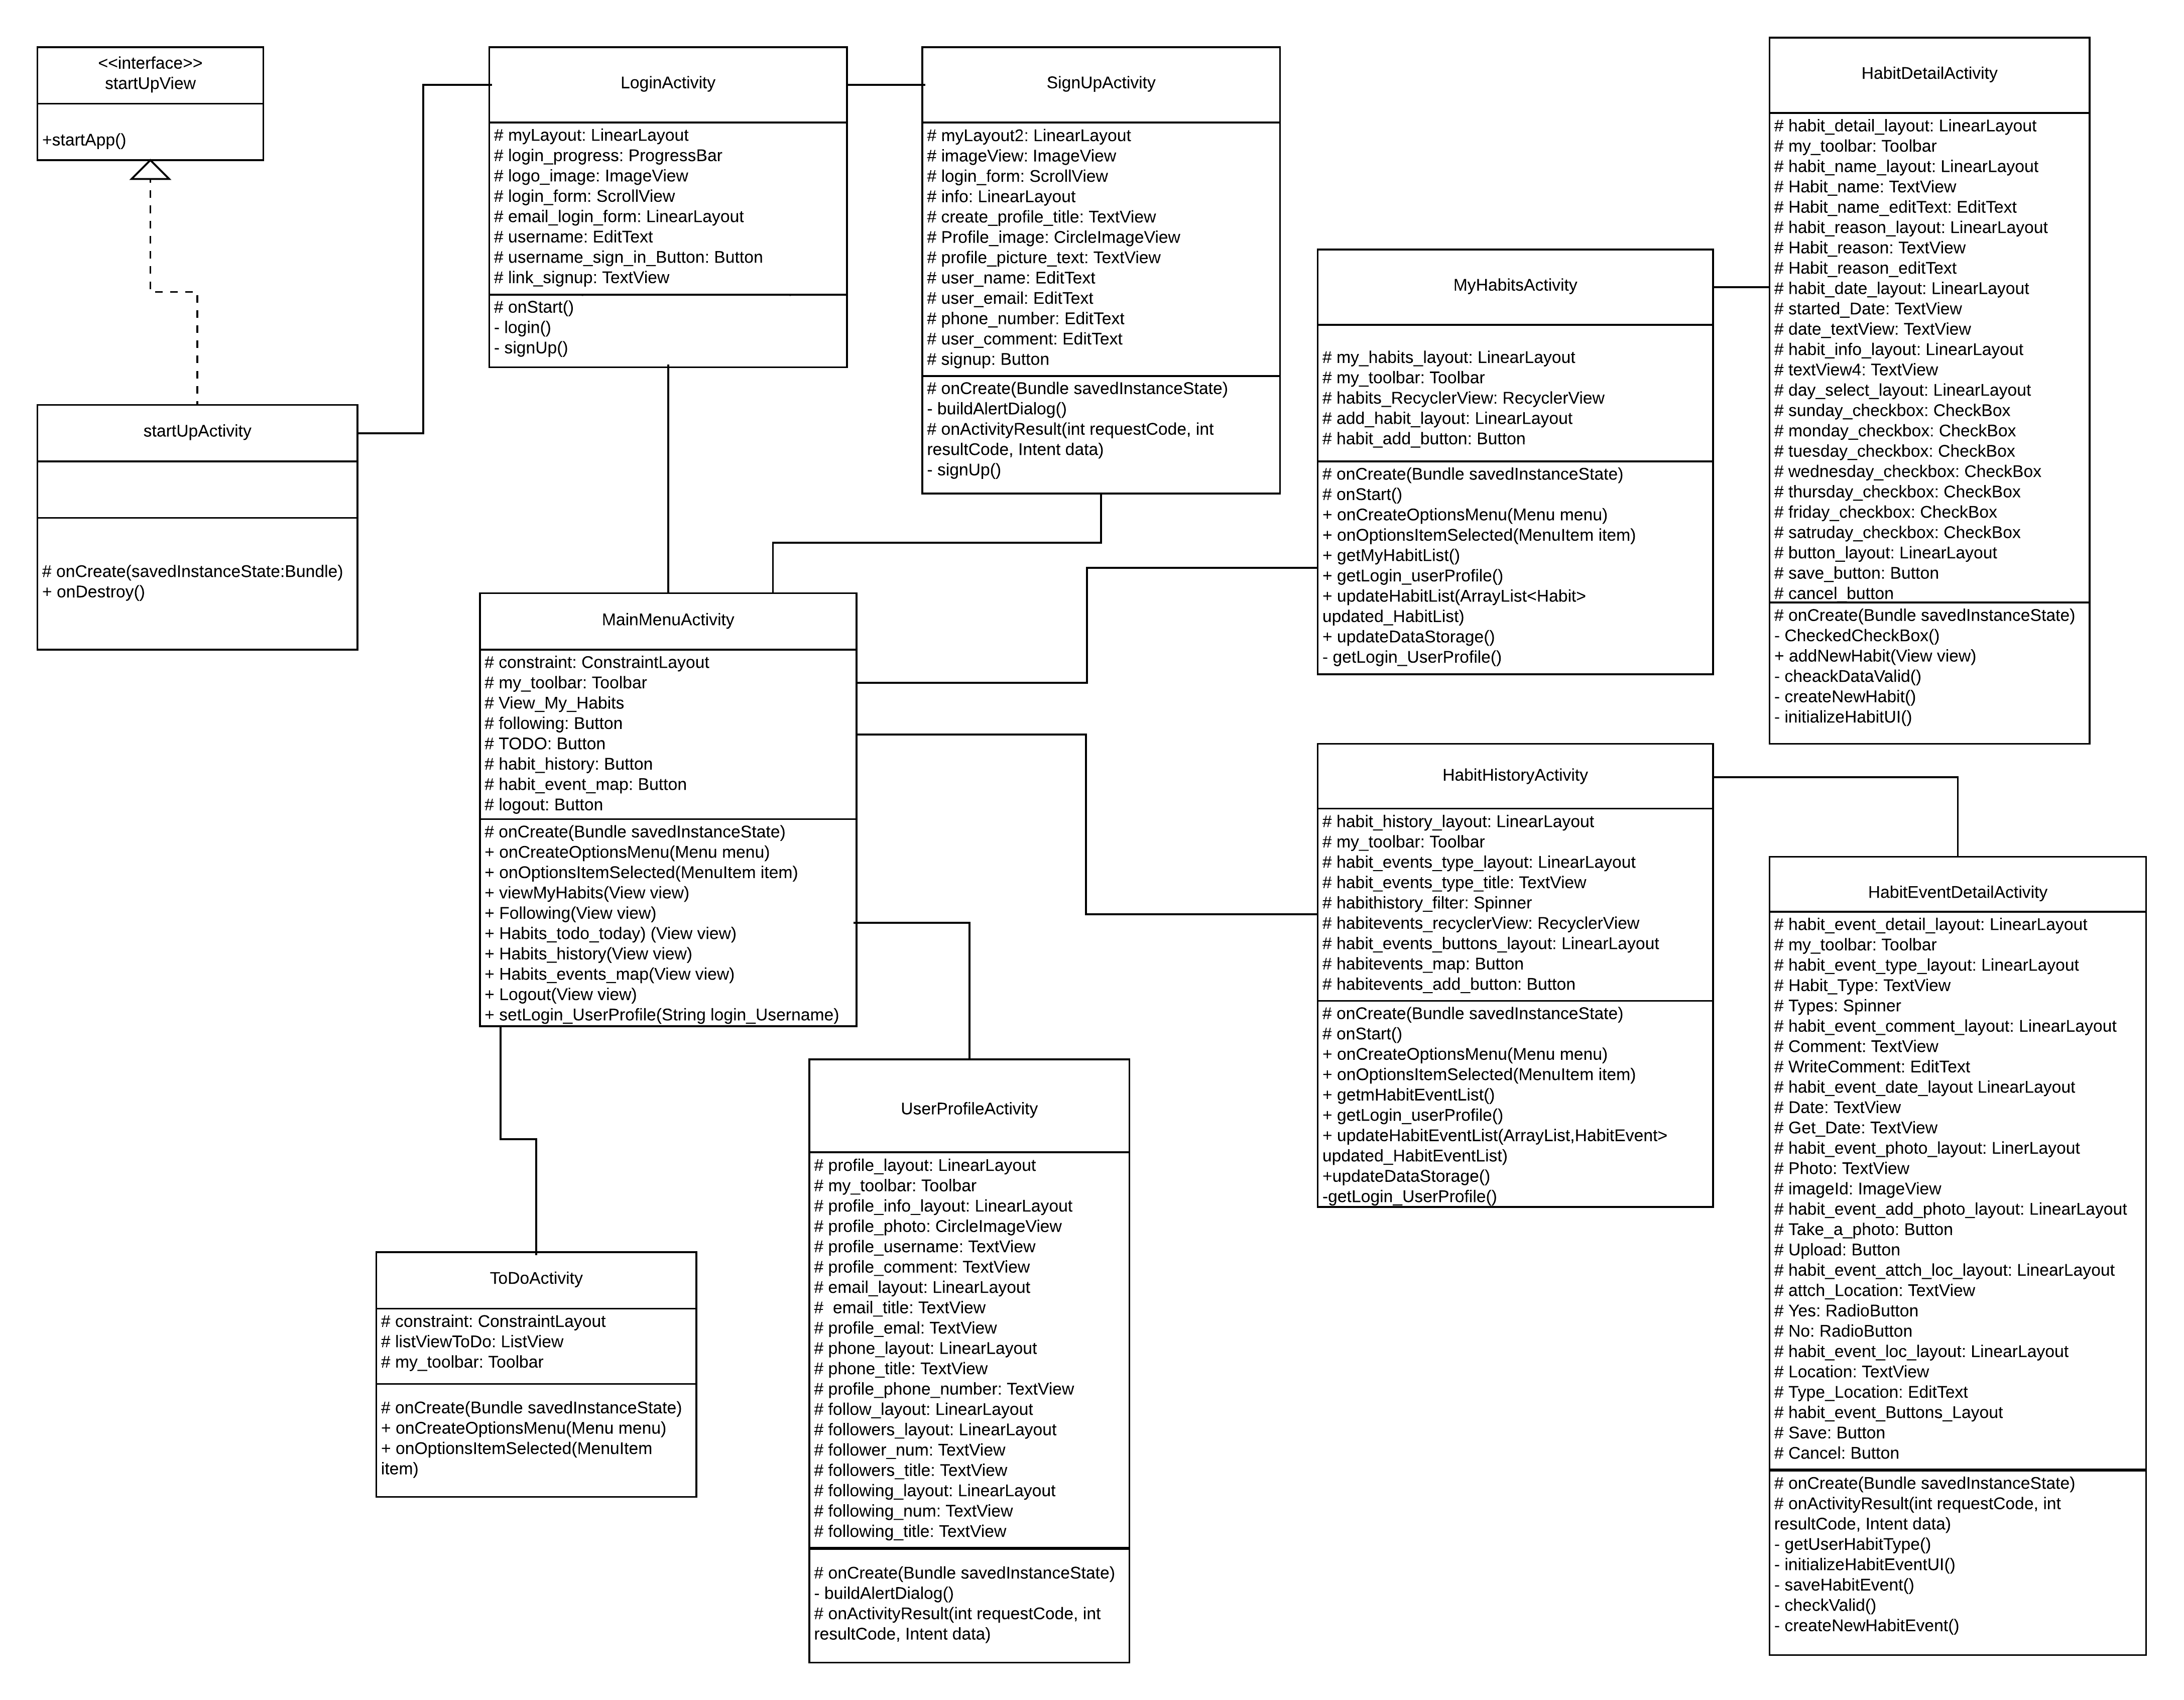 <<interface>>
startUpView
+startApp()
startUpActivity
# onCreate(savedInstanceState:Bundle)
+ onDestroy()
LoginActivity
# myLayout: LinearLayout
# login_progress: ProgressBar
# logo_image: ImageView
# login_form: ScrollView
# email_login_form: LinearLayout
# username: EditText
# username_sign_in_Button: Button
# link_signup: TextView
# onStart()
- login()
- signUp()
SignUpActivity
# myLayout2: LinearLayout
# imageView: ImageView
# login_form: ScrollView
# info: LinearLayout
# create_profile_title: TextView
# Profile_image: CircleImageView
# profile_picture_text: TextView
# user_name: EditText
# user_email: EditText
# phone_number: EditText
# user_comment: EditText
# signup: Button
# onCreate(Bundle savedInstanceState)
- buildAlertDialog()
# onActivityResult(int requestCode, int
resultCode, Intent data)
- signUp()
MyHabitsActivity
# my_habits_layout: LinearLayout
# my_toolbar: Toolbar
# habits_RecyclerView: RecyclerView
# add_habit_layout: LinearLayout
# habit_add_button: Button
# onCreate(Bundle savedInstanceState)
# onStart()
+ onCreateOptionsMenu(Menu menu)
+ onOptionsItemSelected(MenuItem item)
+ getMyHabitList()
+ getLogin_userProfile()
+ updateHabitList(ArrayList<Habit>
updated_HabitList)
+ updateDataStorage()
- getLogin_UserProfile()
HabitDetailActivity
# habit_detail_layout: LinearLayout
# my_toolbar: Toolbar
# habit_name_layout: LinearLayout
# Habit_name: TextView
# Habit_name_editText: EditText
# habit_reason_layout: LinearLayout
# Habit_reason: TextView
# Habit_reason_editText
# habit_date_layout: LinearLayout
# started_Date: TextView
# date_textView: TextView
# habit_info_layout: LinearLayout
# textView4: TextView
# day_select_layout: LinearLayout
# sunday_checkbox: CheckBox
# monday_checkbox: CheckBox
# tuesday_checkbox: CheckBox
# wednesday_checkbox: CheckBox
# thursday_checkbox: CheckBox
# friday_checkbox: CheckBox
# satruday_checkbox: CheckBox
# button_layout: LinearLayout
# save_button: Button
# cancel_button
# onCreate(Bundle savedInstanceState)
- CheckedCheckBox()
+ addNewHabit(View view)
- cheackDataValid()
- createNewHabit()
- initializeHabitUI()
MainMenuActivity
# constraint: ConstraintLayout
# my_toolbar: Toolbar
# View_My_Habits
# following: Button
# TODO: Button
# habit_history: Button
# habit_event_map: Button
# logout: Button
# onCreate(Bundle savedInstanceState)
+ onCreateOptionsMenu(Menu menu)
+ onOptionsItemSelected(MenuItem item)
+ viewMyHabits(View view)
+ Following(View view)
+ Habits_todo_today) (View view)
+ Habits_history(View view)
+ Habits_events_map(View view)
+ Logout(View view)
+ setLogin_UserProfile(String login_Username)
HabitHistoryActivity
# habit_history_layout: LinearLayout
# my_toolbar: Toolbar
# habit_events_type_layout: LinearLayout
# habit_events_type_title: TextView
# habithistory_filter: Spinner
# habitevents_recyclerView: RecyclerView
# habit_events_buttons_layout: LinearLayout
# habitevents_map: Button
# habitevents_add_button: Button
# onCreate(Bundle savedInstanceState)
# onStart()
+ onCreateOptionsMenu(Menu menu)
+ onOptionsItemSelected(MenuItem item)
+ getmHabitEventList()
+ getLogin_userProfile()
+ updateHabitEventList(ArrayList,HabitEvent>
updated_HabitEventList)
+updateDataStorage()
-getLogin_UserProfile()
HabitEventDetailActivity
# habit_event_detail_layout: LinearLayout
# my_toolbar: Toolbar
# habit_event_type_layout: LinearLayout
# Habit_Type: TextView
# Types: Spinner
# habit_event_comment_layout: LinearLayout
# Comment: TextView
# WriteComment: EditText
# habit_event_date_layout LinearLayout
# Date: TextView
# Get_Date: TextView
# habit_event_photo_layout: LinerLayout
# Photo: TextView
# imageId: ImageView
# habit_event_add_photo_layout: LinearLayout
# Take_a_photo: Button
# Upload: Button
# habit_event_attch_loc_layout: LinearLayout
# attch_Location: TextView
# Yes: RadioButton
# No: RadioButton
# habit_event_loc_layout: LinearLayout
# Location: TextView
# Type_Location: EditText
# habit_event_Buttons_Layout
# Save: Button
# Cancel: Button
# onCreate(Bundle savedInstanceState)
# onActivityResult(int requestCode, int
resultCode, Intent data)
- getUserHabitType()
- initializeHabitEventUI()
- saveHabitEvent()
- checkValid()
- createNewHabitEvent()
UserProfileActivity
# profile_layout: LinearLayout
# my_toolbar: Toolbar
# profile_info_layout: LinearLayout
# profile_photo: CircleImageView
# profile_username: TextView
# profile_comment: TextView
# email_layout: LinearLayout
#  email_title: TextView
# profile_emal: TextView
# phone_layout: LinearLayout
# phone_title: TextView
# profile_phone_number: TextView
# follow_layout: LinearLayout
# followers_layout: LinearLayout
# follower_num: TextView
# followers_title: TextView
# following_layout: LinearLayout
# following_num: TextView
# following_title: TextView
# onCreate(Bundle savedInstanceState)
- buildAlertDialog()
# onActivityResult(int requestCode, int
resultCode, Intent data)
ToDoActivity
# constraint: ConstraintLayout
# listViewToDo: ListView
# my_toolbar: Toolbar
# onCreate(Bundle savedInstanceState)
+ onCreateOptionsMenu(Menu menu)
+ onOptionsItemSelected(MenuItem
item)